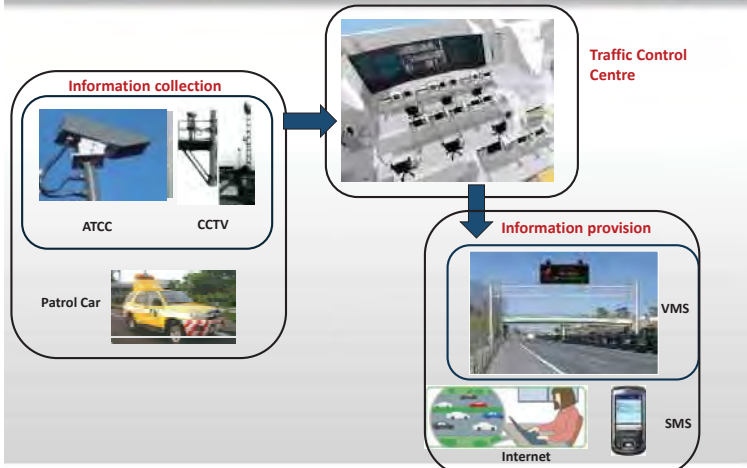 Traffic Control
Centre
Information collection
ATCC
CCTV
Patrol Car
Information provision
VMS
SMS
Internet